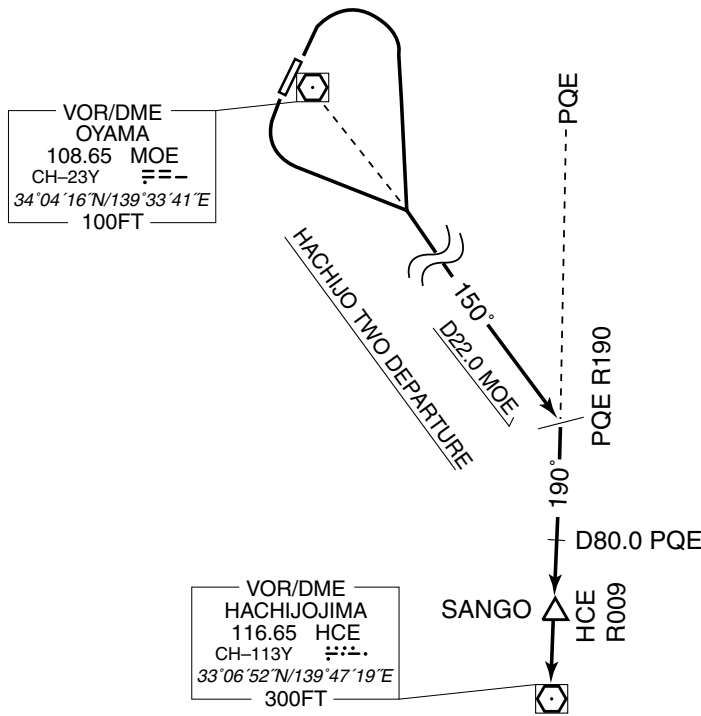 PQE
VOR/DME
OYAMA
108.65 MOE
CH–23Y
34°04´16˝N/139°33´41˝E
100FT
HACHIJO TWO DEPARTURE
150°
D22.0 MOE
PQE R190
190°
D80.0 PQE
SANGO
HCE
R009
VOR/DME
HACHIJOJIMA
116.65 HCE
CH–113Y
33°06´52˝N/139°47´19˝E
300FT